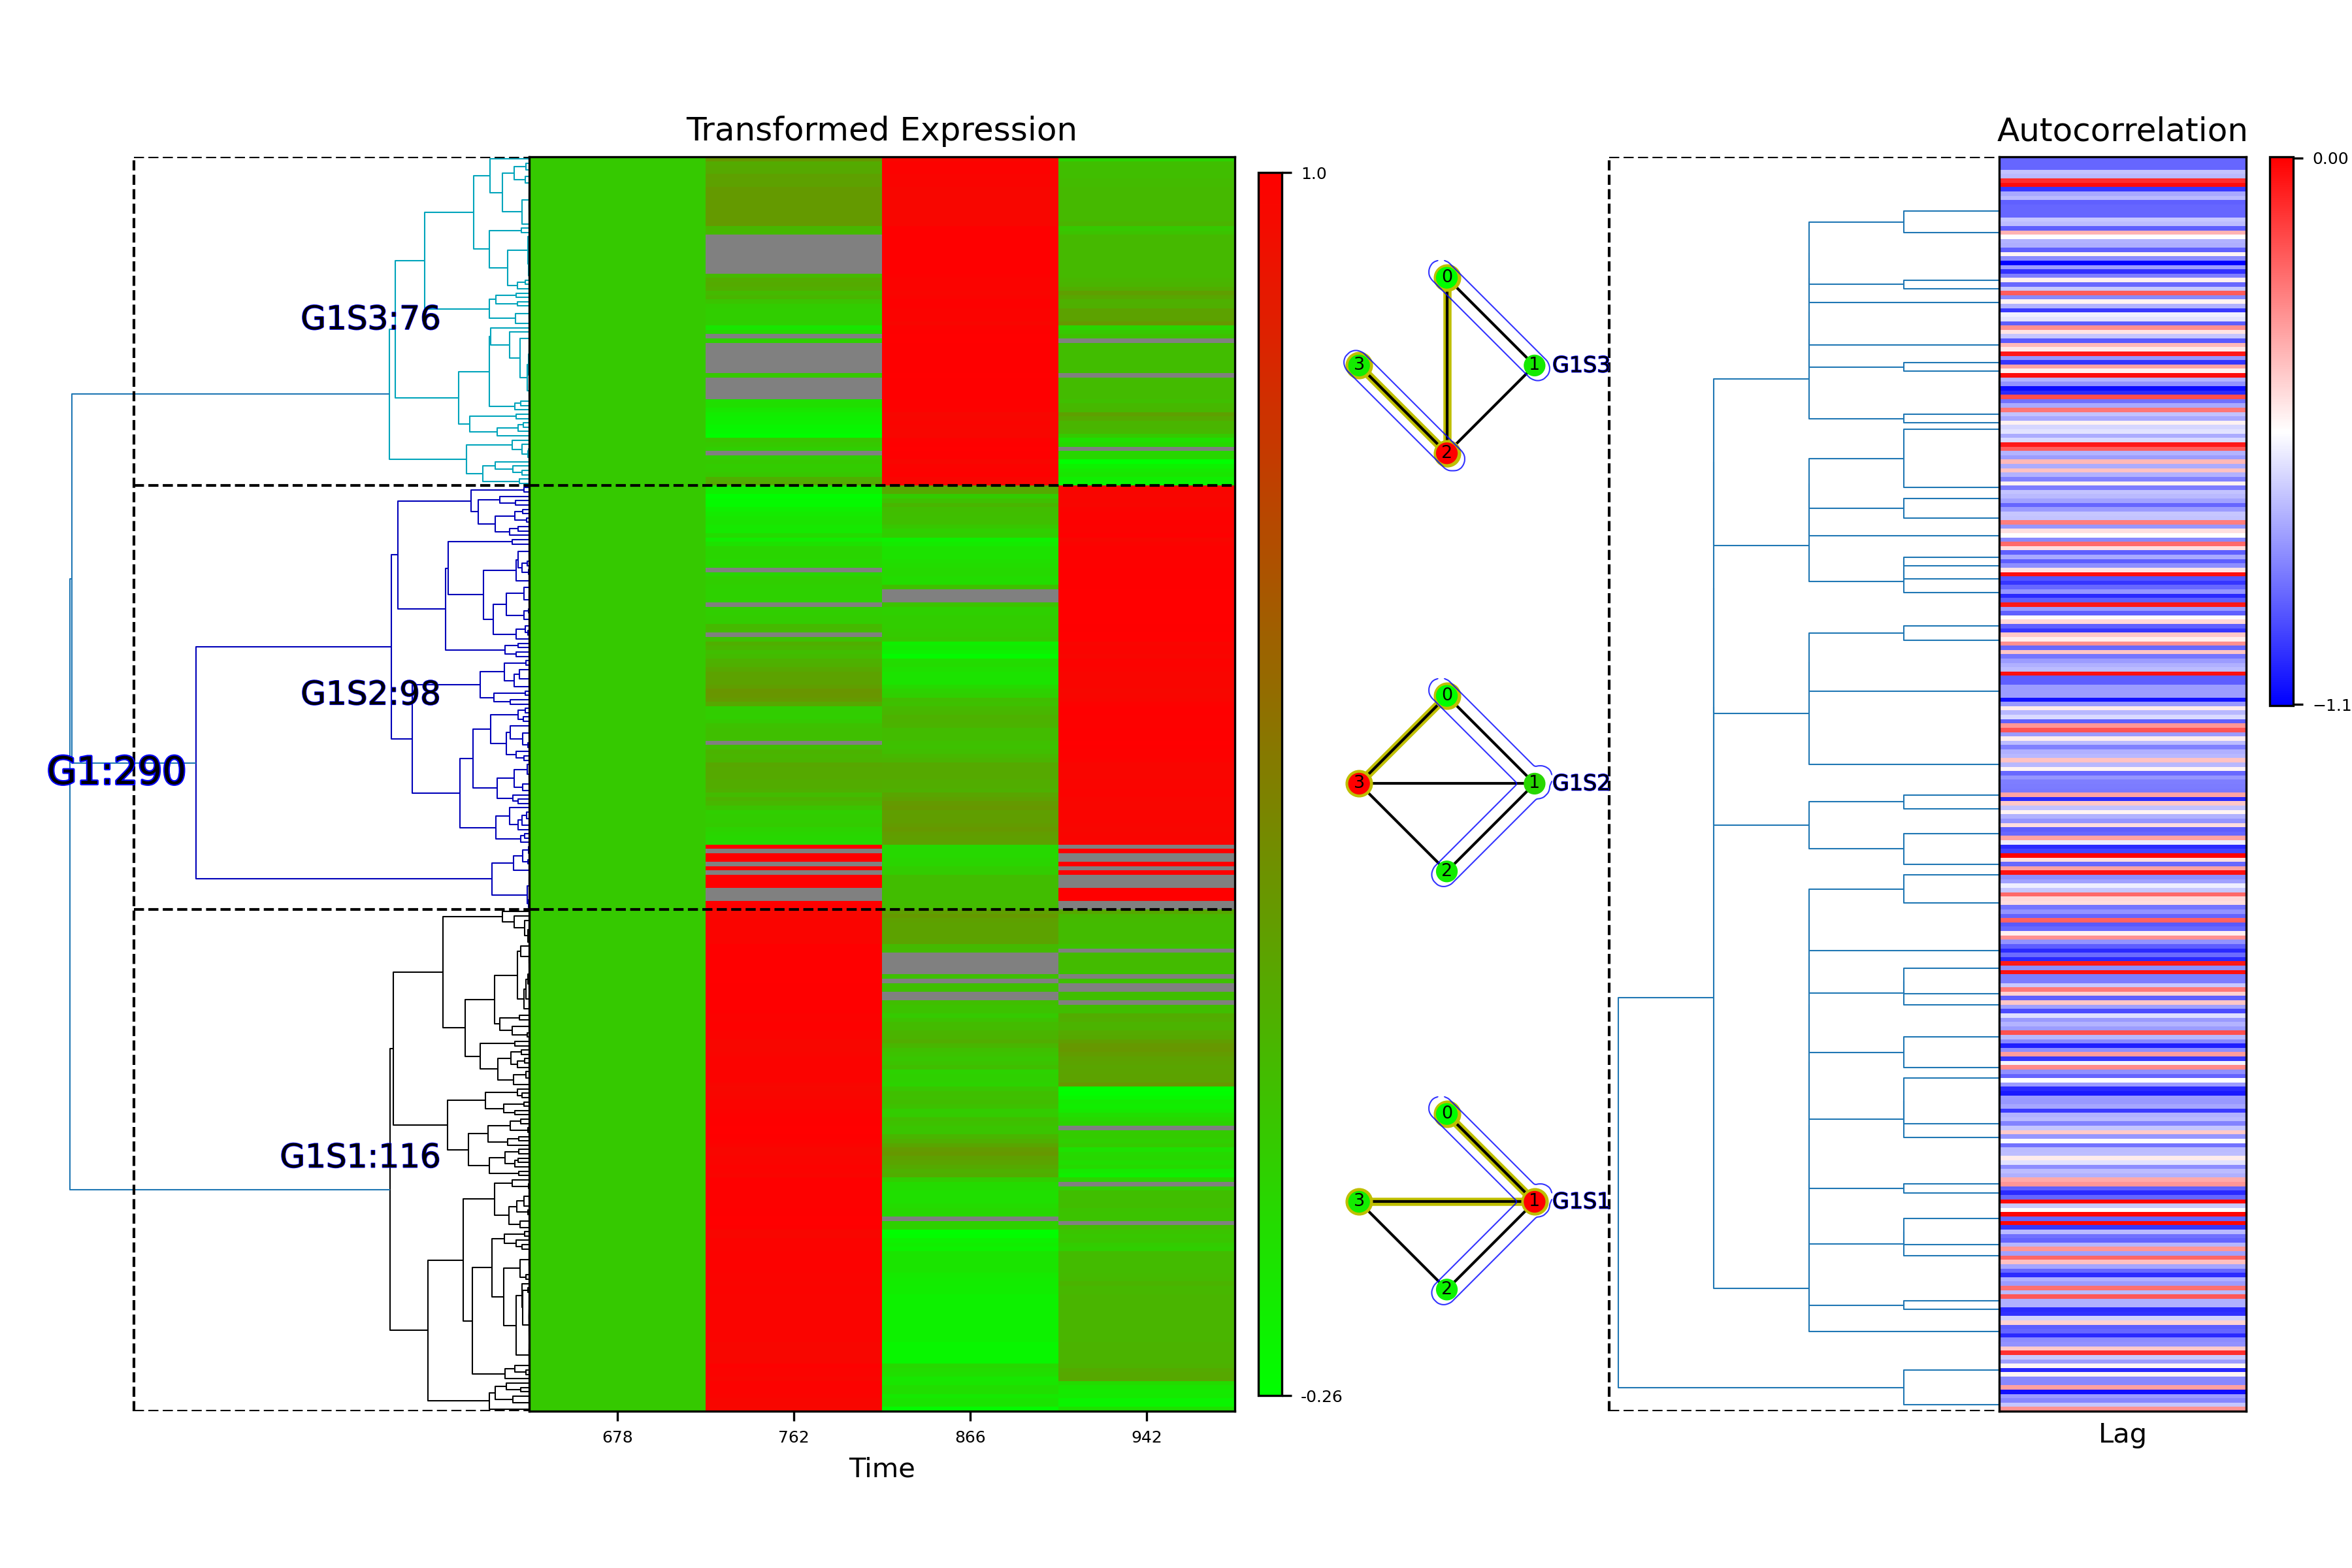 Transformed Expression
Autocorrelation
1.0
-0.26
0.00
−1.1
G1:290
G1S3:76
G1S2:98
G1S1:116
678 762 866 942
Time
0
3
1
2
G1S3
0
3
1
2
G1S2
0
3
1
2
G1S1
Lag